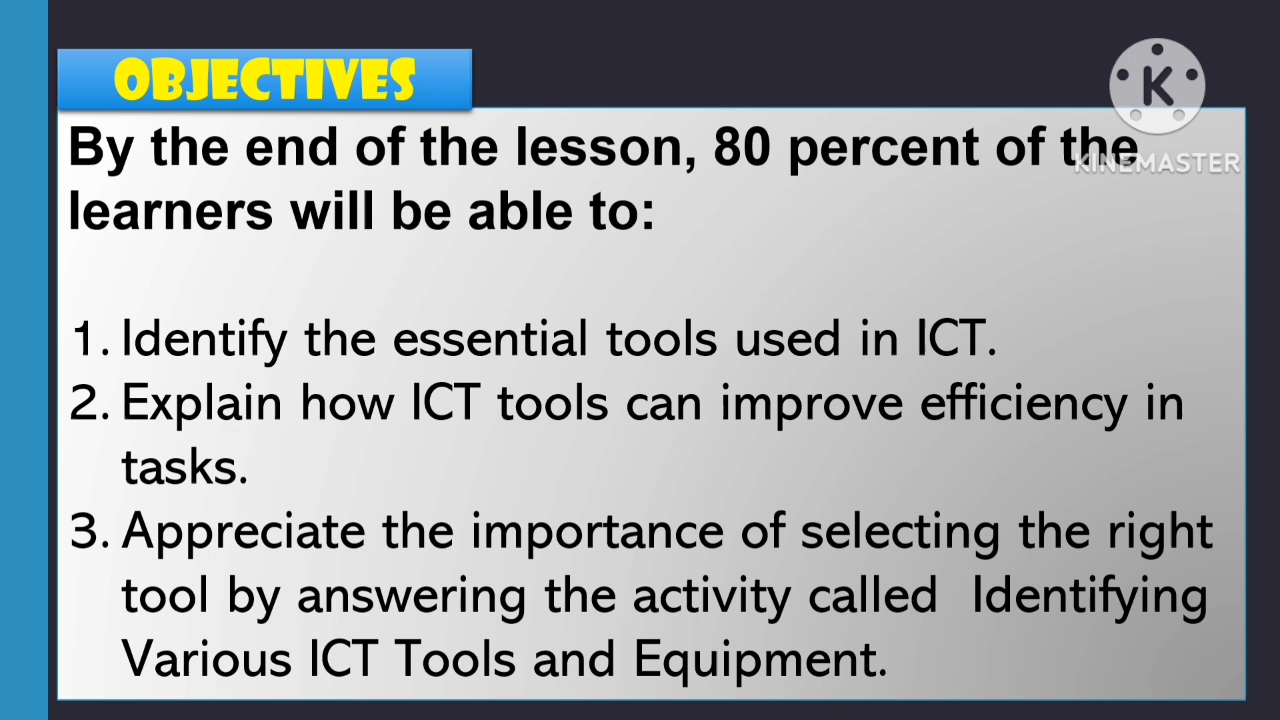 OBJECTIVES
K
KINEMASTER
By the end of the lesson, 80 percent of the
learners will be able to:
1. Identify the essential tools used in ICT.
2. Explain how ICT tools can improve efficiency in
tasks.
3. Appreciate the importance of selecting the right
tool by answering the activity called  Identifying
Various ICT Tools and Equipment.